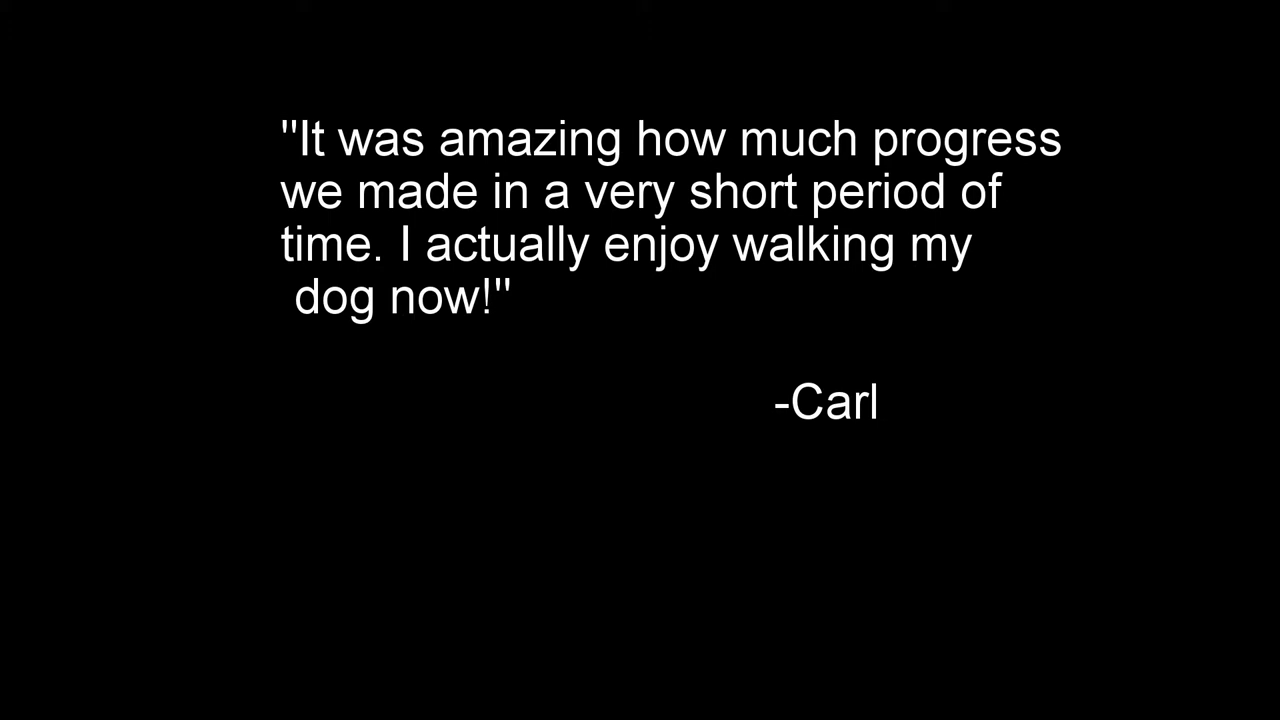 "It was amazing how much progress
we made in a very short period of
time. I actually enjoy walking my
dog now!"
-Carl